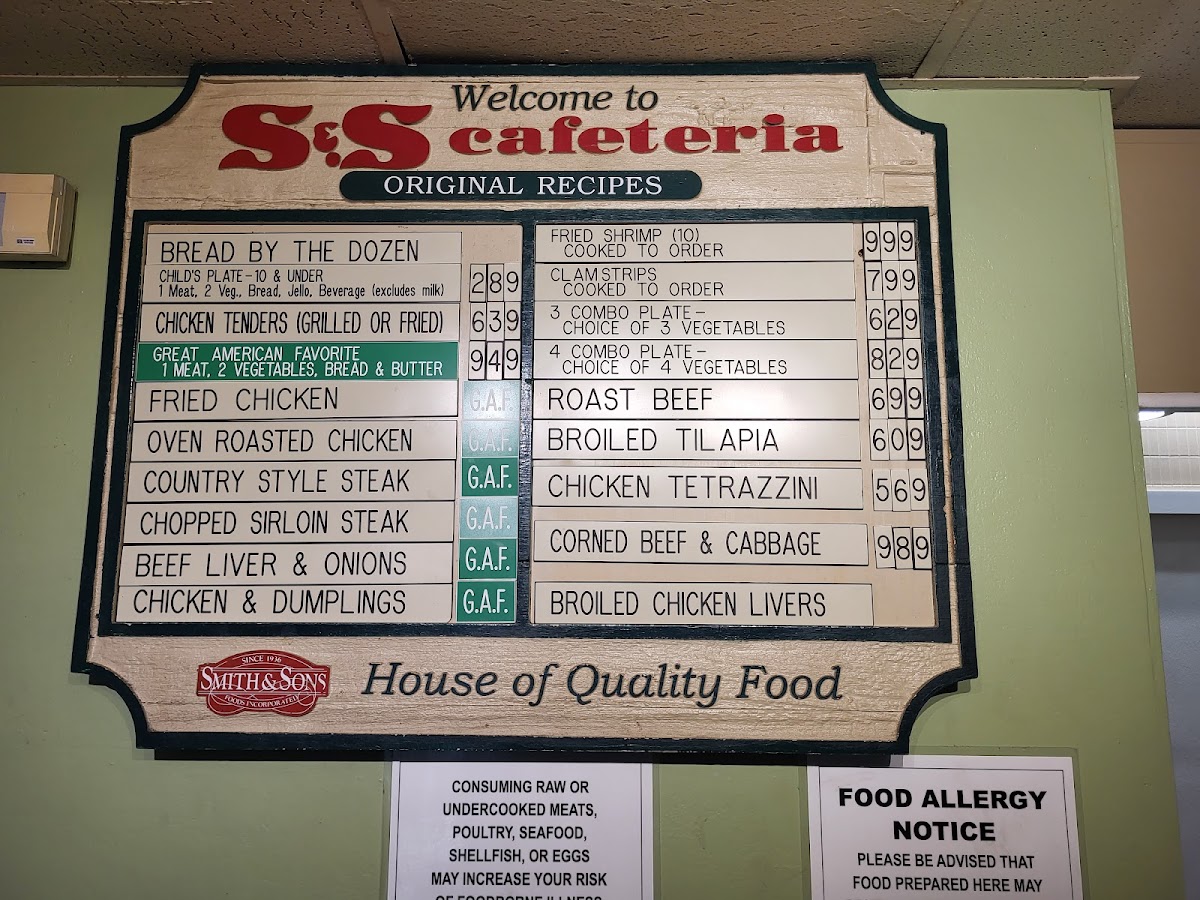 Welcome to
S&S cafeteria
ORIGINAL RECIPES
BREAD BY THE DOZEN
CHILD'S PLATE-10 & UNDER
1 Meat, 2 Veg., Bread, Jello, Beverage (excludes milk) 289
CHICKEN TENDERS (GRILLED OR FRIED) 639
GREAT AMERICAN FAVORITE
1 MEAT, 2 VEGETABLES, BREAD & BUTTER 949
FRIED CHICKEN G.A.F.
OVEN ROASTED CHICKEN G.A.F.
COUNTRY STYLE STEAK G.A.F.
CHOPPED SIRLOIN STEAK G.A.F.
BEEF LIVER & ONIONS G.A.F.
CHICKEN & DUMPLINGS G.A.F.
FRIED SHRIMP (10)
COOKED TO ORDER 999
CLAM STRIPS
COOKED TO ORDER 799
3 COMBO PLATE-
CHOICE OF 3 VEGETABLES 629
4 COMBO PLATE-
CHOICE OF 4 VEGETABLES 829
ROAST BEEF 699
BROILED TILAPIA 609
CHICKEN TETRAZZINI 569
CORNED BEEF & CABBAGE 989
BROILED CHICKEN LIVERS
SINCE 1936
SMITH & SONS
FOODS INCORPORATED
House of Quality Food
CONSUMING RAW OR
UNDERCOOKED MEATS,
POULTRY, SEAFOOD,
SHELLFISH, OR EGGS
MAY INCREASE YOUR RISK
OF FOODBORNE ILLNESS
FOOD ALLERGY
NOTICE
PLEASE BE ADVISED THAT
FOOD PREPARED HERE MAY